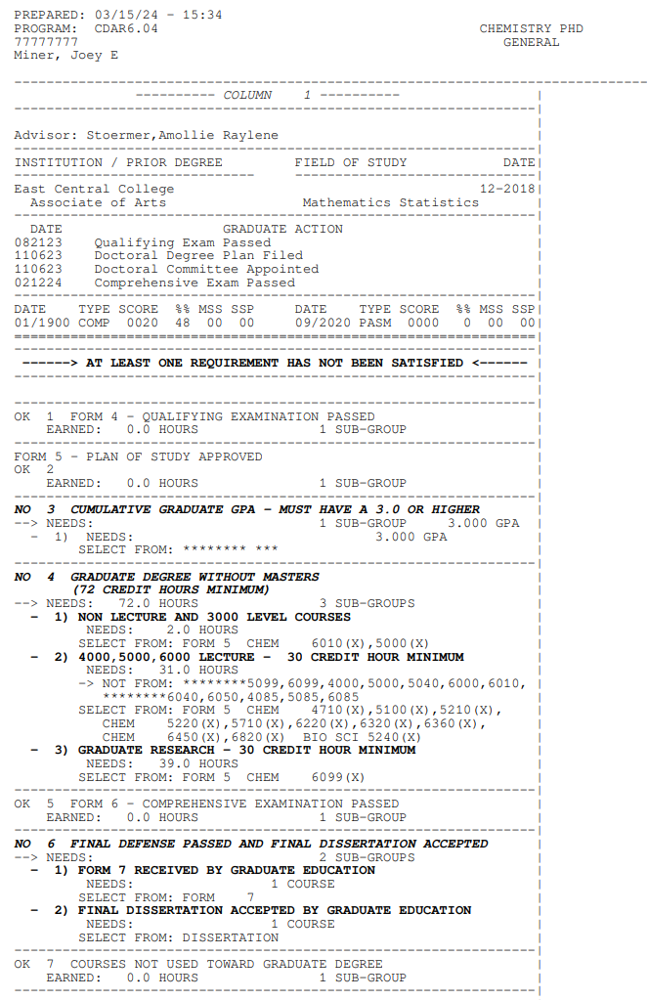 PREPARED: 03/15/24 - 15:34
PROGRAM: CDAR6.04 CHEMISTRY PHD
77777777 GENERAL
Miner, Joey E
---------- COLUMN 1 ----------
Advisor: Stoermer,Amollie Raylene
INSTITUTION / PRIOR DEGREE FIELD OF STUDY DATE
East Central College 12-2018
Associate of Arts Mathematics Statistics
DATE GRADUATE ACTION
082123 Qualifying Exam Passed
110623 Doctoral Degree Plan Filed
110623 Doctoral Committee Appointed
021224 Comprehensive Exam Passed
DATE TYPE SCORE %% MSS SSP DATE TYPE SCORE %% MSS SSP
01/1900 COMP 0020 48 00 00 09/2020 PASM 0000 0 00 00
------> AT LEAST ONE REQUIREMENT HAS NOT BEEN SATISFIED <------
OK 1 FORM 4 - QUALIFYING EXAMINATION PASSED
EARNED: 0.0 HOURS 1 SUB-GROUP
FORM 5 - PLAN OF STUDY APPROVED
OK 2
EARNED: 0.0 HOURS 1 SUB-GROUP
NO 3 CUMULATIVE GRADUATE GPA - MUST HAVE A 3.0 OR HIGHER
--> NEEDS: 1 SUB-GROUP 3.000 GPA
- 1) NEEDS: 3.000 GPA
SELECT FROM: ******** ***
NO 4 GRADUATE DEGREE WITHOUT MASTERS
(72 CREDIT HOURS MINIMUM)
--> NEEDS: 72.0 HOURS 3 SUB-GROUPS
- 1) NON LECTURE AND 3000 LEVEL COURSES
NEEDS: 2.0 HOURS
SELECT FROM: FORM 5 CHEM 6010(X),5000(X)
- 2) 4000,5000,6000 LECTURE - 30 CREDIT HOUR MINIMUM
NEEDS: 31.0 HOURS
-> NOT FROM: ********5099,6099,4000,5000,5040,6000,6010,
********6040,6050,4085,5085,6085
SELECT FROM: FORM 5 CHEM 4710(X),5100(X),5210(X),
CHEM 5220(X),5710(X),6220(X),6320(X),6360(X),
CHEM 6450(X),6820(X) BIO SCI 5240(X)
- 3) GRADUATE RESEARCH - 30 CREDIT HOUR MINIMUM
NEEDS: 39.0 HOURS
SELECT FROM: FORM 5 CHEM 6099(X)
OK 5 FORM 6 - COMPREHENSIVE EXAMINATION PASSED
EARNED: 0.0 HOURS 1 SUB-GROUP
NO 6 FINAL DEFENSE PASSED AND FINAL DISSERTATION ACCEPTED
--> NEEDS: 2 SUB-GROUPS
- 1) FORM 7 RECEIVED BY GRADUATE EDUCATION
NEEDS: 1 COURSE
SELECT FROM: FORM 7
- 2) FINAL DISSERTATION ACCEPTED BY GRADUATE EDUCATION
NEEDS: 1 COURSE
SELECT FROM: DISSERTATION
OK 7 COURSES NOT USED TOWARD GRADUATE DEGREE
EARNED: 0.0 HOURS 1 SUB-GROUP